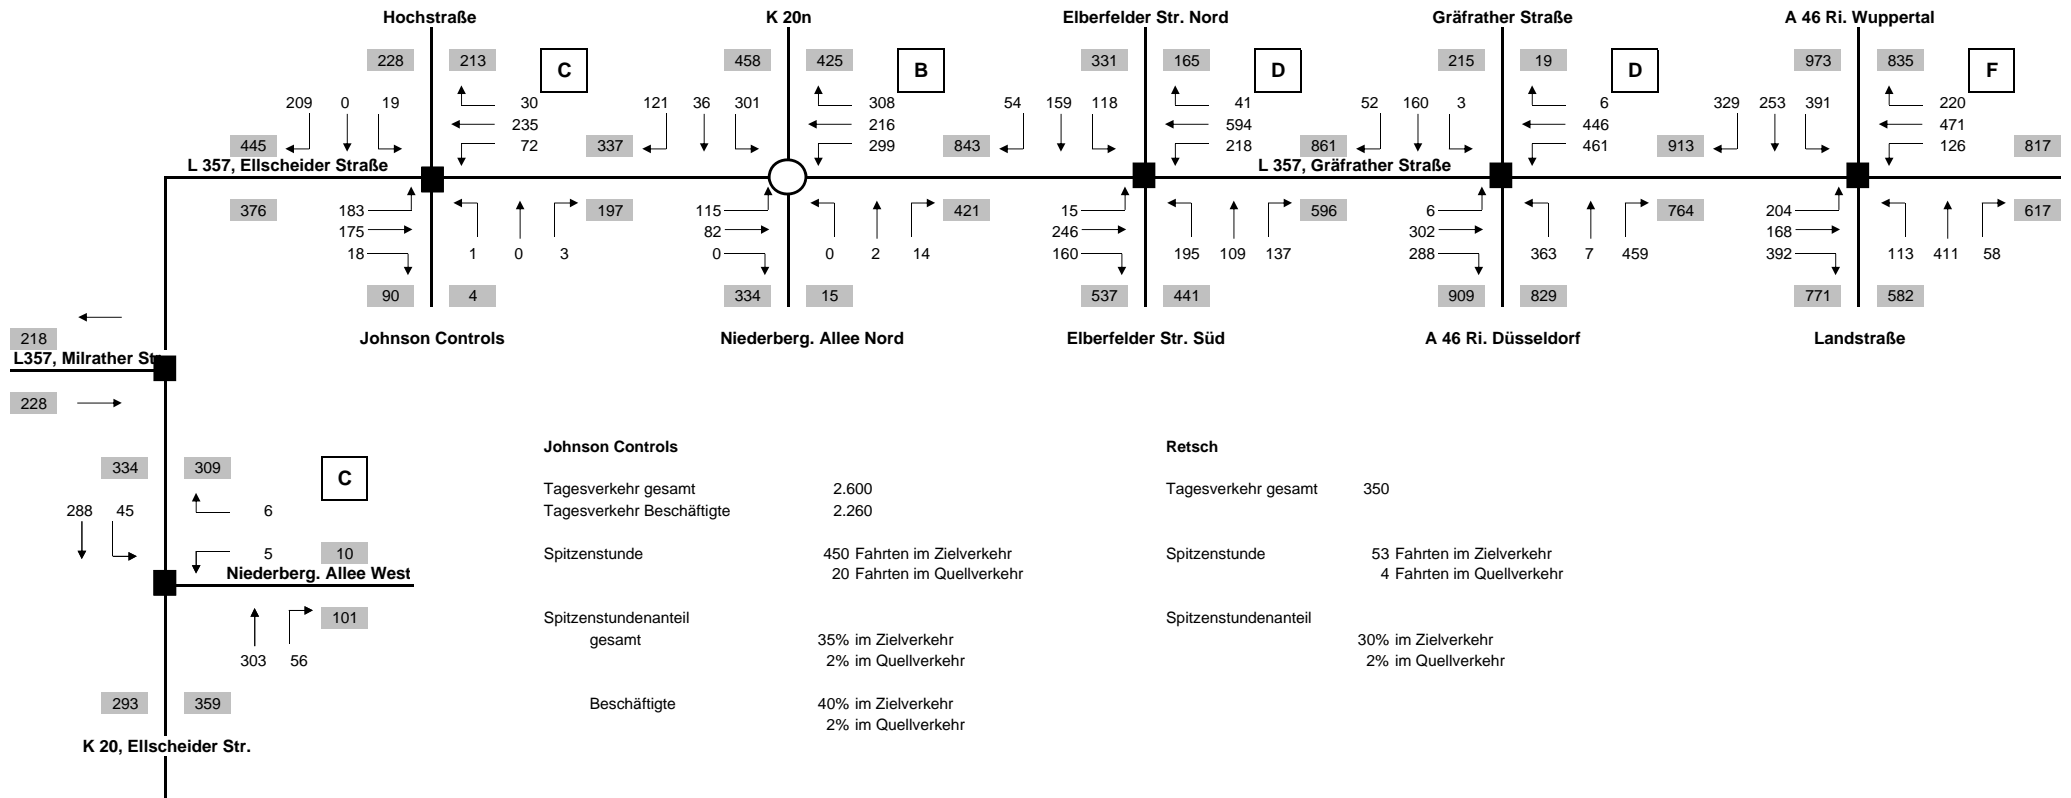 Hochstraße K 20n Elberfelder Str. Nord Gräfrather Straße A 46 Ri. Wuppertal
228 213 C 458 425 B 331 165 D 215 19 D 973 835 F
209 0 19 30 121 36 301 308 54 159 118 41 52 160 3 6 329 253 391 220
235 216 594 446 471
445 72 337 299 843 218 861 461 913 126 817
L 357, Ellscheider Straße L 357, Gräfrather Straße
376 183 197 115 421 15 596 6 764 204 617
175 82 246 302 168
18 1 0 3 0 0 2 14 160 195 109 137 288 363 7 459 392 113 411 58
90 4 334 15 537 441 909 829 771 582
Johnson Controls Niederberg. Allee Nord Elberfelder Str. Süd A 46 Ri. Düsseldorf Landstraße
218
L357, Milrather Str
228
334 309 C
288 45 6
5 10
Niederberg. Allee West
101
303 56
293 359
K 20, Ellscheider Str.
Johnson Controls
Tagesverkehr gesamt 2.600
Tagesverkehr Beschäftigte 2.260
Spitzenstunde 450 Fahrten im Zielverkehr
20 Fahrten im Quellverkehr
Spitzenstundenanteil
gesamt 35% im Zielverkehr
2% im Quellverkehr
Beschäftigte 40% im Zielverkehr
2% im Quellverkehr
Retsch
Tagesverkehr gesamt 350
Spitzenstunde 53 Fahrten im Zielverkehr
4 Fahrten im Quellverkehr
Spitzenstundenanteil
30% im Zielverkehr
2% im Quellverkehr